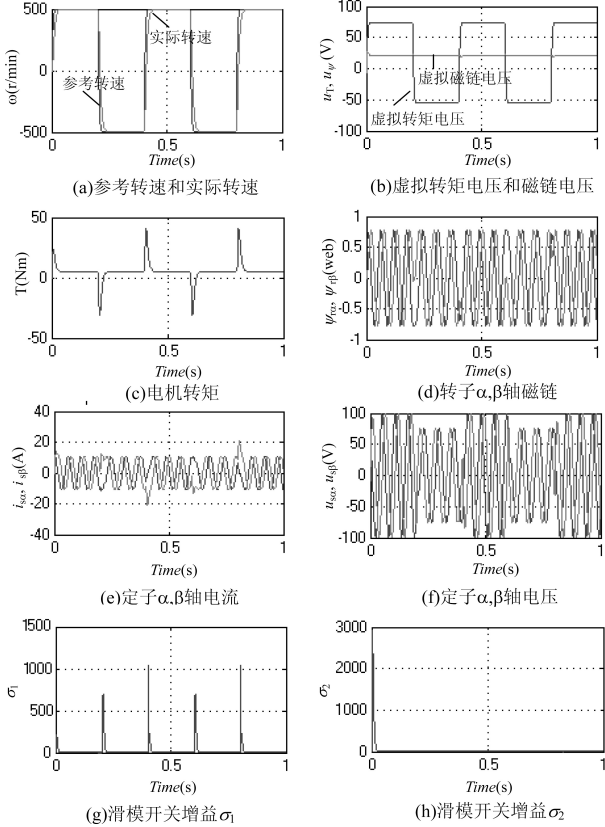 500
0
-500
0
0.5
1
ω(r/min)
实际转速
参考转速
Time(s)
(a)参考转速和实际转速
100
50
0
-50
-100
0
0.5
1
uT, uψ (V)
虚拟磁链电压
虚拟转矩电压
Time(s)
(b)虚拟转矩电压和磁链电压
50
0
-50
0
0.5
1
T(Nm)
Time(s)
(c)电机转矩
1
0.5
0
-0.5
-1
0
0.5
1
ψrα, ψrβ(web)
Time(s)
(d)转子α,β轴磁链
40
20
0
-20
-40
0
0.5
1
isα, isβ(A)
Time(s)
(e)定子α,β轴电流
100
50
0
-50
-100
0
0.5
1
usα, usβ(V)
Time(s)
(f)定子α,β轴电压
1500
1000
500
0
0
0.5
1
σ1
Time(s)
(g)滑模开关增益σ1
3000
2000
1000
0
0
0.5
1
σ2
Time(s)
(h)滑模开关增益σ2